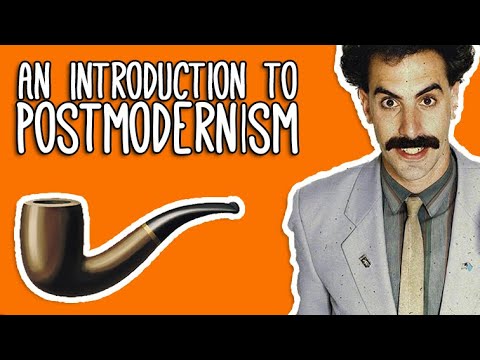 AN INTRODUCTION TO
POSTMODERNISM